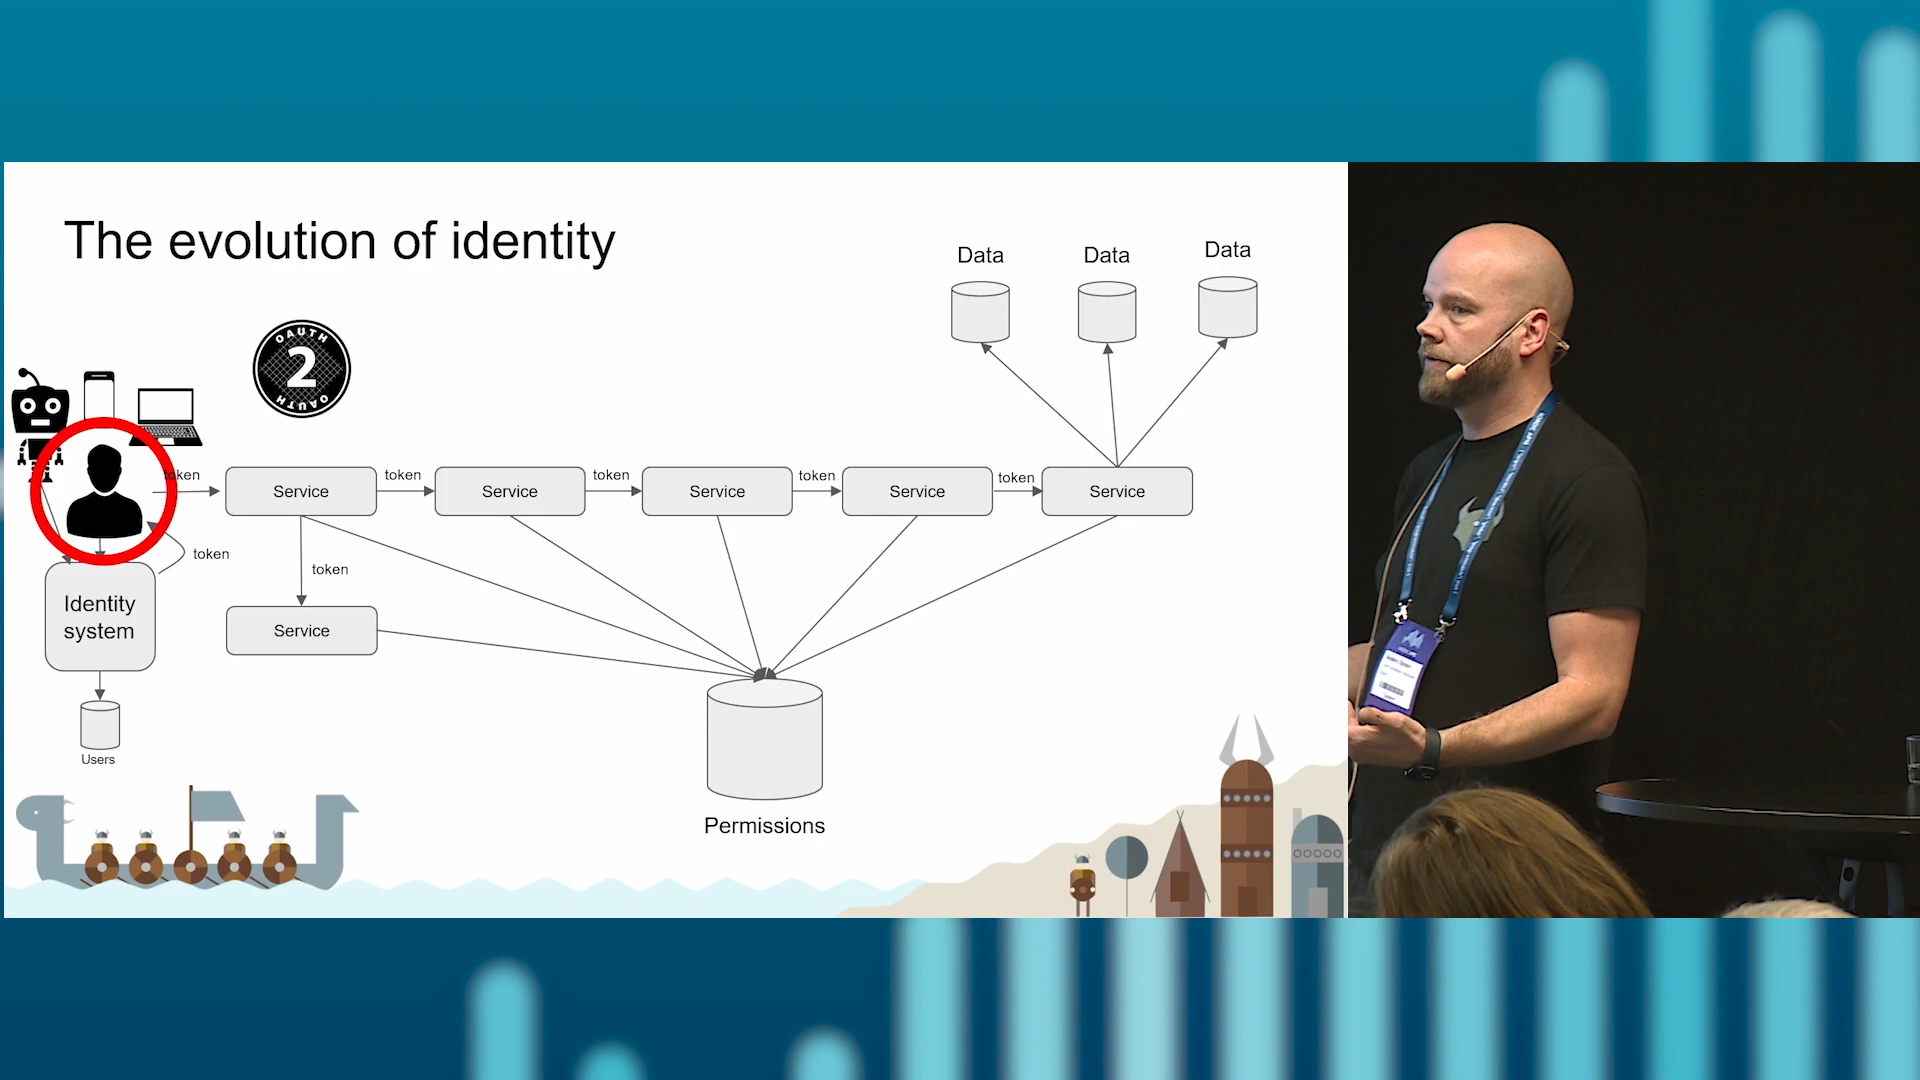 The evolution of identity
Data
Data
Data
OAUTH
2
OAUTH
token
token
token
token
token
Service
Service
Service
Service
Service
token
token
Identity
system
Service
Users
Permissions